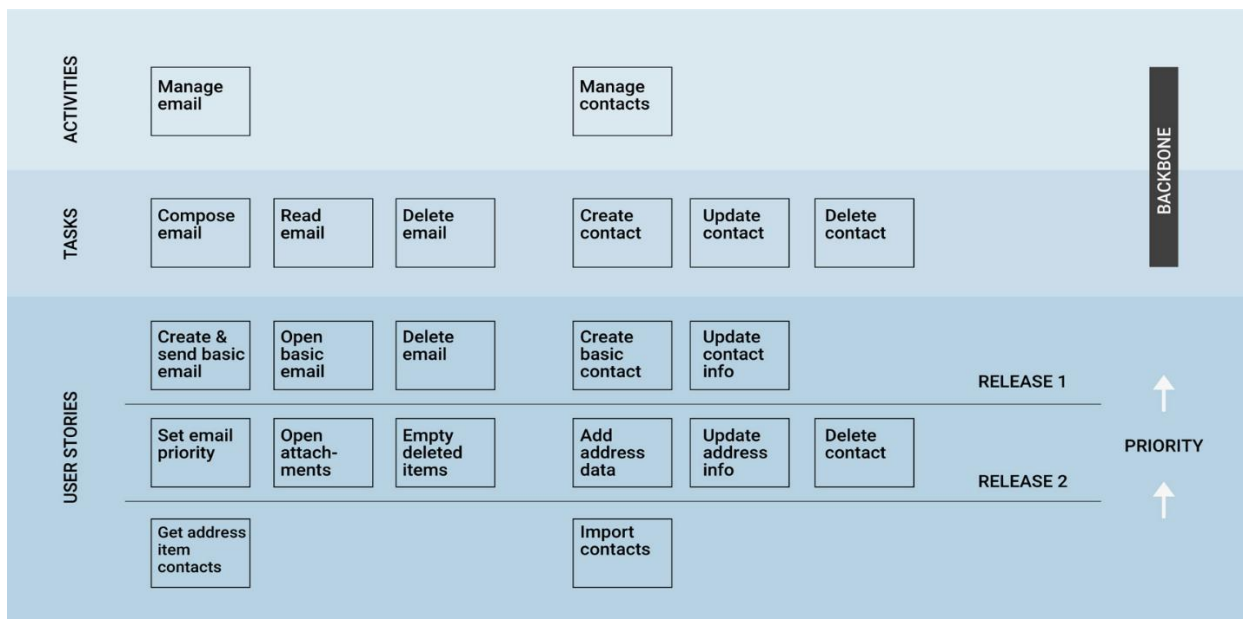 ACTIVITIES
Manage
email
Manage
contacts
BACKBONE
TASKS
Compose
email
Read
email
Delete
email
Create
contact
Update
contact
Delete
contact
USER STORIES
Create &
send basic
email
Open
basic
email
Delete
email
Create
basic
contact
Update
contact
info
RELEASE 1
Set email
priority
Open
attach-
ments
Empty
deleted
items
Add
address
data
Update
address
info
Delete
contact
PRIORITY
RELEASE 2
Get address
item
contacts
Import
contacts